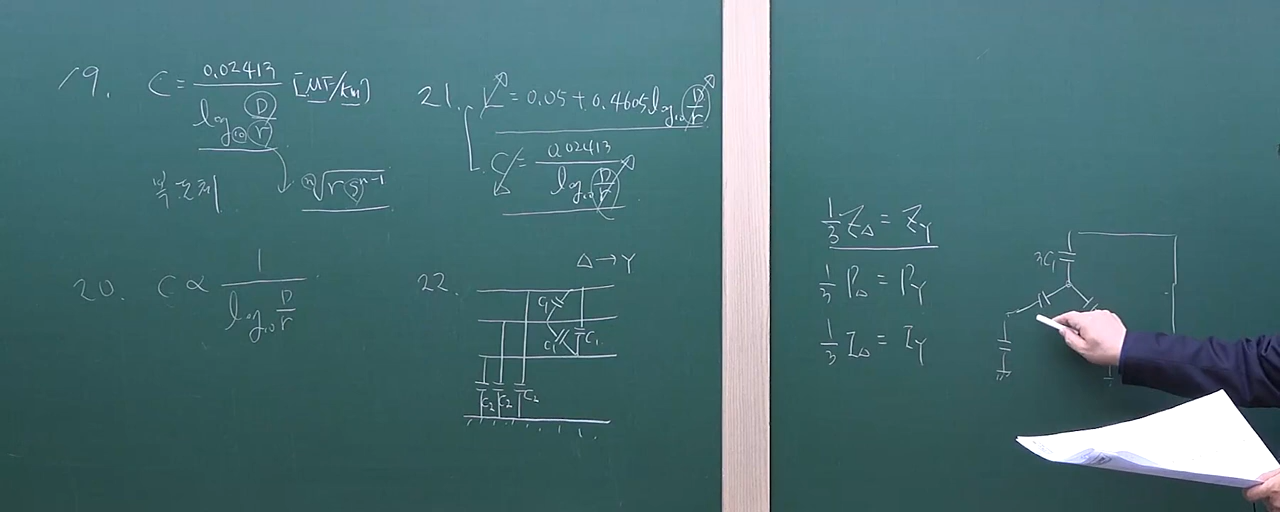 19. C = 0.02413 / log₁₀ D/r [μF/km]
ⁿ√(r sⁿ⁻¹)
20. C ∝ 1 / log₁₀ D/r
21. L = 0.05 + 0.4605 log₁₀ D/r
C = 0.02413 / log₁₀ D/r
22. Δ → Y
C₁
C₁ C₁
C₂ C₂ C₂
1/3 Z_Δ = Z_Y
1/3 P_Δ = P_Y
1/3 I_Δ = I_Y
3C₁